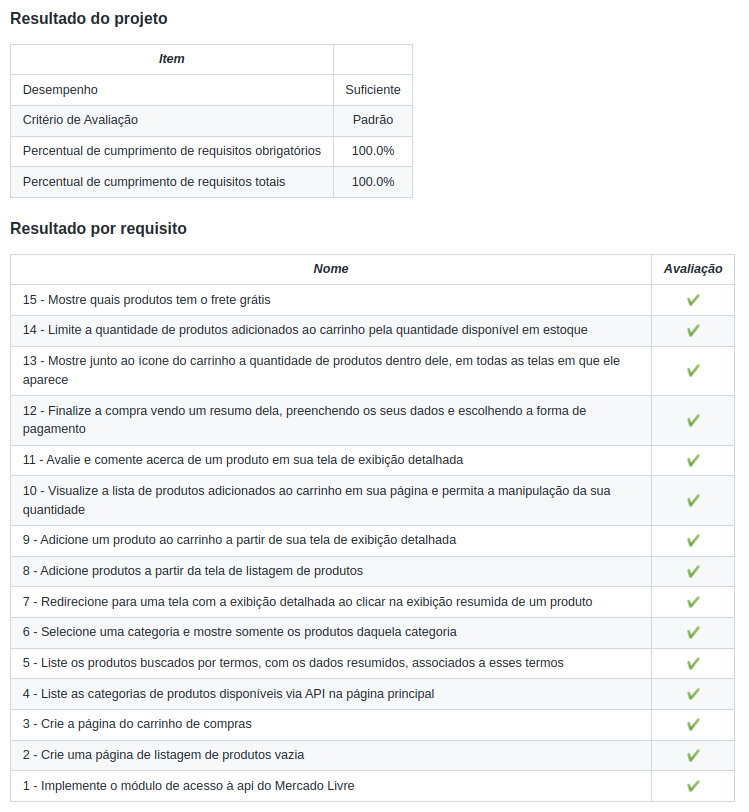 Resultado do projeto
Item
Desempenho Suficiente
Critério de Avaliação Padrão
Percentual de cumprimento de requisitos obrigatórios 100.0%
Percentual de cumprimento de requisitos totais 100.0%
Resultado por requisito
Nome Avaliação
15 - Mostre quais produtos tem o frete grátis ✔
14 - Limite a quantidade de produtos adicionados ao carrinho pela quantidade disponível em estoque ✔
13 - Mostre junto ao ícone do carrinho a quantidade de produtos dentro dele, em todas as telas em que ele
aparece ✔
12 - Finalize a compra vendo um resumo dela, preenchendo os seus dados e escolhendo a forma de
pagamento ✔
11 - Avalie e comente acerca de um produto em sua tela de exibição detalhada ✔
10 - Visualize a lista de produtos adicionados ao carrinho em sua página e permita a manipulação da sua
quantidade ✔
9 - Adicione um produto ao carrinho a partir de sua tela de exibição detalhada ✔
8 - Adicione produtos a partir da tela de listagem de produtos ✔
7 - Redirecione para uma tela com a exibição detalhada ao clicar na exibição resumida de um produto ✔
6 - Selecione uma categoria e mostre somente os produtos daquela categoria ✔
5 - Liste os produtos buscados por termos, com os dados resumidos, associados a esses termos ✔
4 - Liste as categorias de produtos disponíveis via API na página principal ✔
3 - Crie a página do carrinho de compras ✔
2 - Crie uma página de listagem de produtos vazia ✔
1 - Implemente o módulo de acesso à api do Mercado Livre ✔